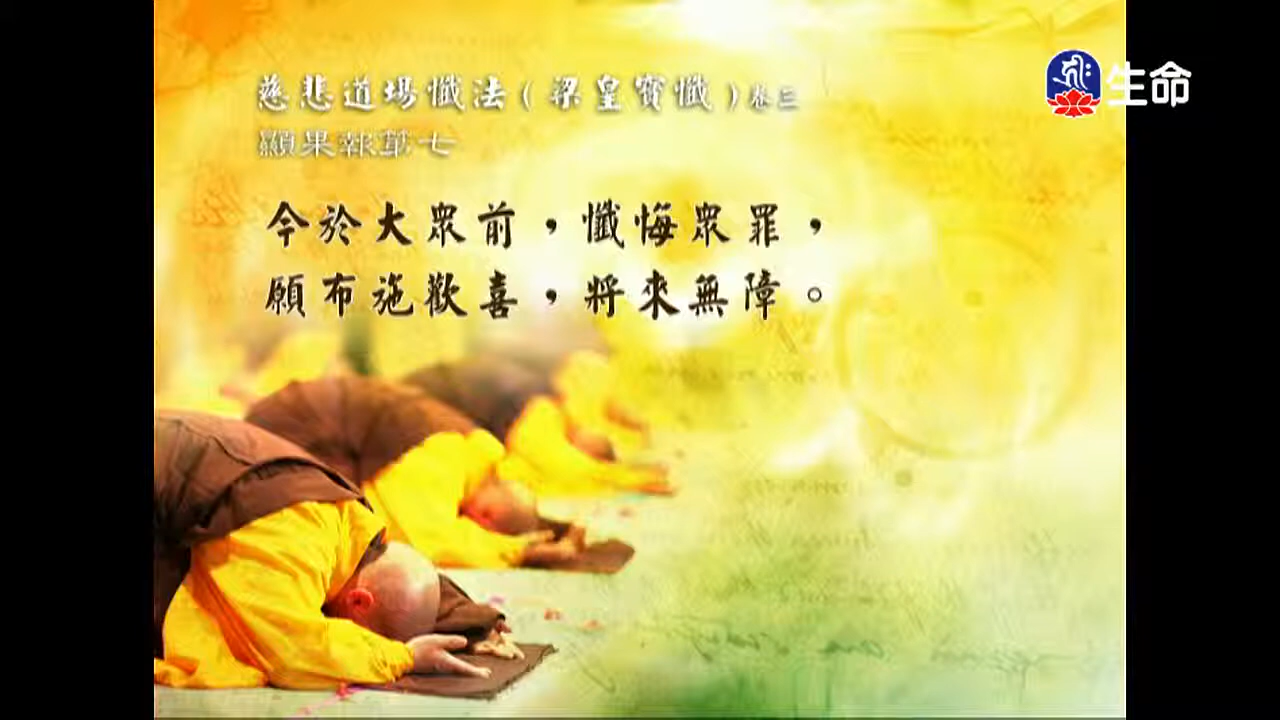 慈悲道場懺法(梁皇寶懺)卷三
顯果報第七
生命
今於大眾前,懺悔眾罪,
願布施歡喜,將來無障。